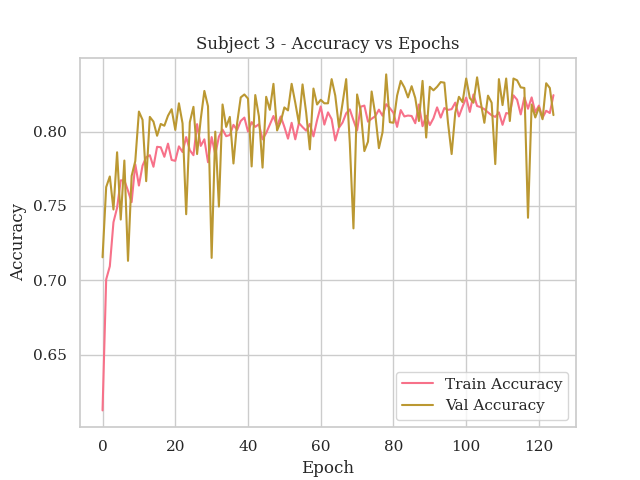 Subject 3 - Accuracy vs Epochs
Accuracy
0.80
0.75
0.70
0.65
0 20 40 60 80 100 120
Epoch
Train Accuracy
Val Accuracy